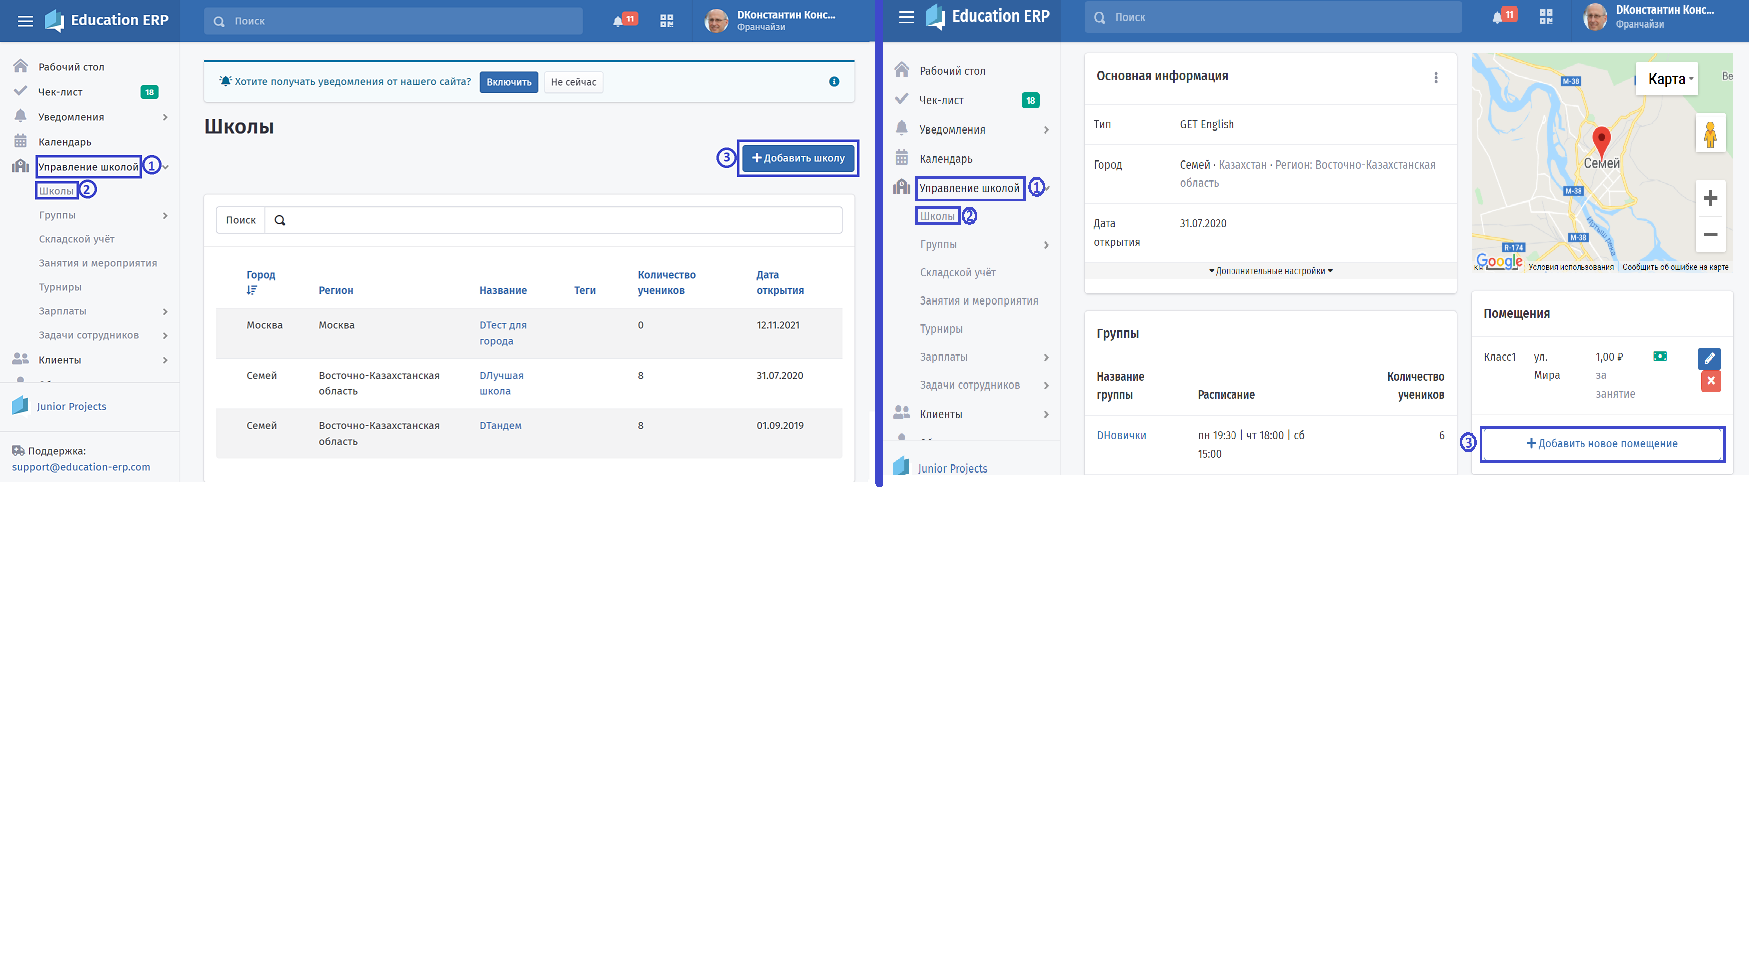 Education ERP
Поиск
11
DКонстантин Конс...
Франчайзи
Рабочий стол
Чек-лист
18
Уведомления
Календарь
Управление школой
1
Школы
2
Группы
Складской учёт
Занятия и мероприятия
Турниры
Зарплаты
Задачи сотрудников
Клиенты
Junior Projects
Поддержка:
support@education-erp.com
Хотите получать уведомления от нашего сайта?
Включить
Не сейчас
Школы
3
+ Добавить школу
Поиск
Город
Регион
Название
Теги
Количество
учеников
Дата
открытия
Москва
Москва
DТест для
города
0
12.11.2021
Семей
Восточно-Казахстанская
область
DЛучшая
школа
8
31.07.2020
Семей
Восточно-Казахстанская
область
DТандем
8
01.09.2019
Education ERP
Поиск
11
DКонстантин Конс...
Франчайзи
Рабочий стол
Чек-лист
18
Уведомления
Календарь
Управление школой
1
Школы
2
Группы
Складской учёт
Занятия и мероприятия
Турниры
Зарплаты
Задачи сотрудников
Клиенты
Junior Projects
Основная информация
Тип
GET English
Город
Семей · Казахстан · Регион: Восточно-Казахстанская
область
Дата
открытия
31.07.2020
Дополнительные настройки
Группы
Название
группы
Расписание
Количество
учеников
DНовички
пн 19:30 | чт 18:00 | сб
15:00
6
М-38
Карта
Ве
Семей
М-38
М-38
Иртыш река
R-174
Google
Условия использования
Сообщить об ошибке на карте
Помещения
Класс1
ул.
Мира
1,00 ₽
за
занятие
3
+ Добавить новое помещение